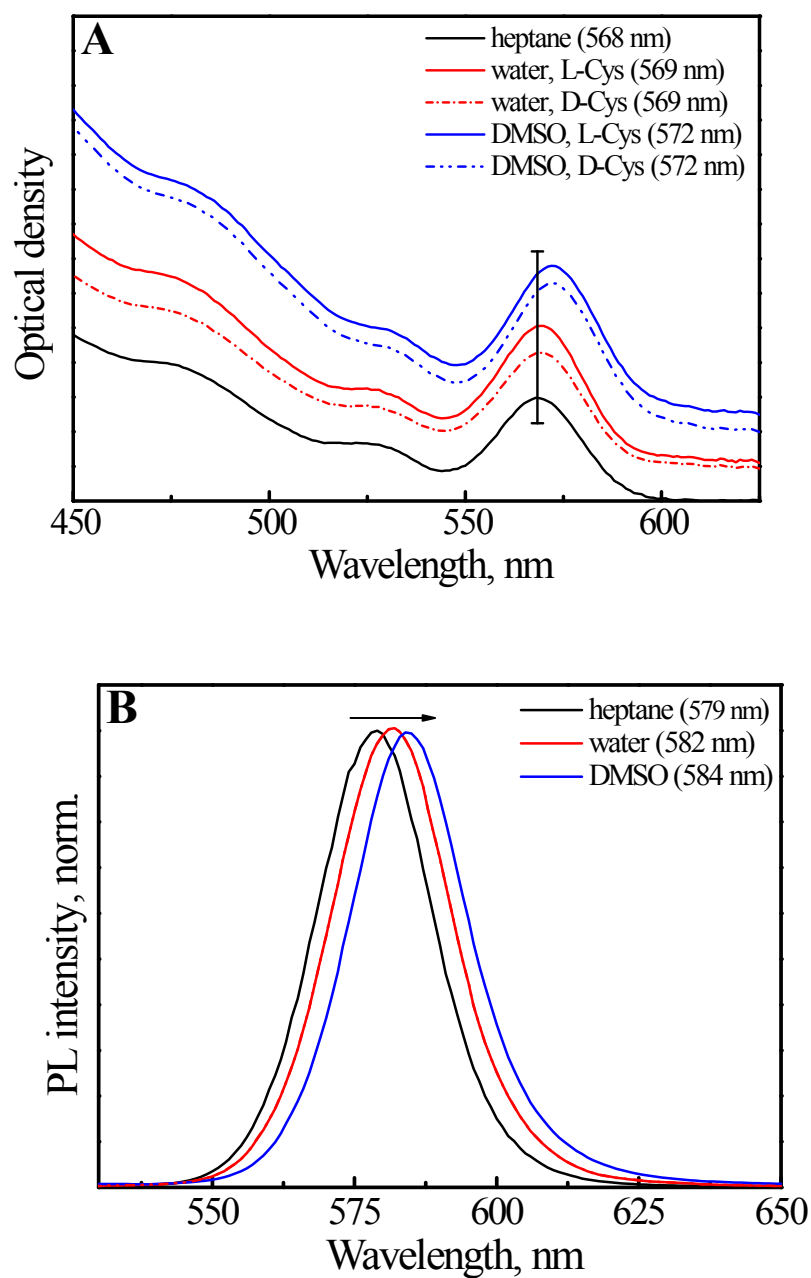 A
heptane (568 nm)
water, L-Cys (569 nm)
water, D-Cys (569 nm)
DMSO, L-Cys (572 nm)
DMSO, D-Cys (572 nm)
Optical density
450 500 550 600
Wavelength, nm
B
heptane (579 nm)
water (582 nm)
DMSO (584 nm)
PL intensity, norm.
550 575 600 625 650
Wavelength, nm